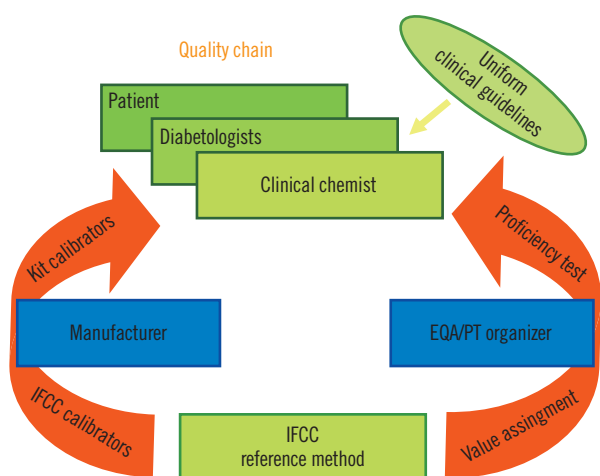 Quality chain
Uniform
clinical guidelines
Patient
Diabetologists
Clinical chemist
Kit calibrators
Proficiency test
Manufacturer
EQA/PT organizer
IFCC calibrators
Value assingment
IFCC
reference method